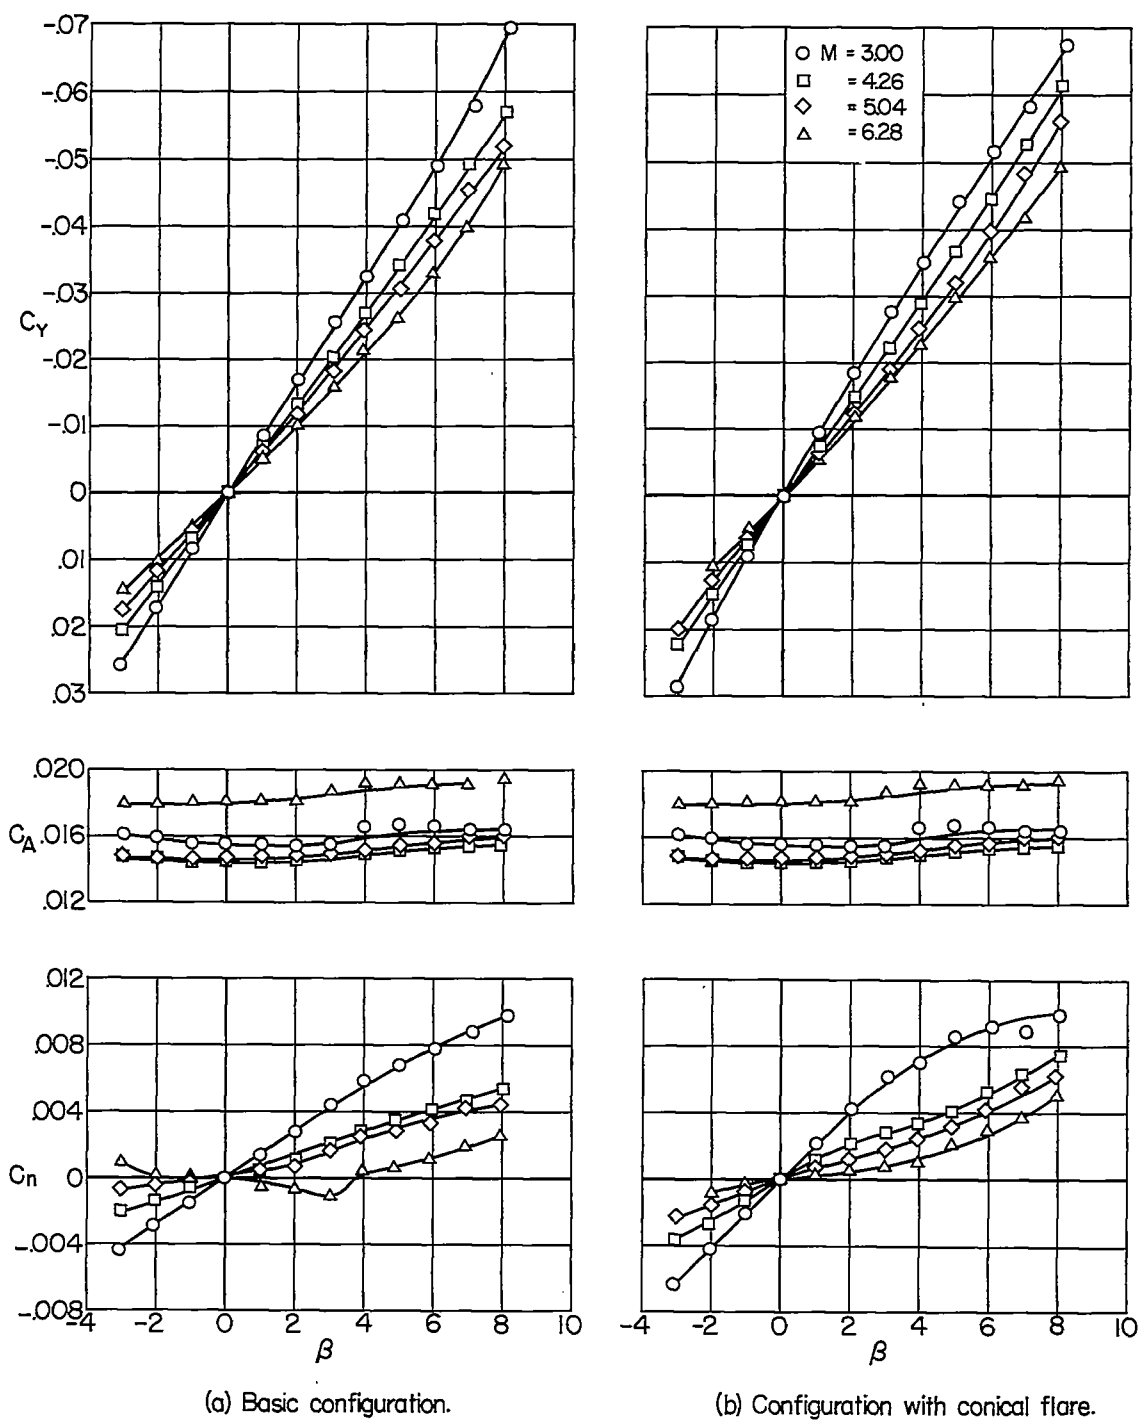 -.07
-.06
-.05
-.04
-.03
C_Y
-.02
-.01
0
.01
.02
.03
○ M = 3.00
□ = 4.26
◇ = 5.04
△ = 6.28
.020
C_A .016
.012
.012
.008
.004
C_n 0
-.004
-.008
-4 -2 0 2 4 6 8 10
β
-4 -2 0 2 4 6 8 10
β
(a) Basic configuration.
(b) Configuration with conical flare.